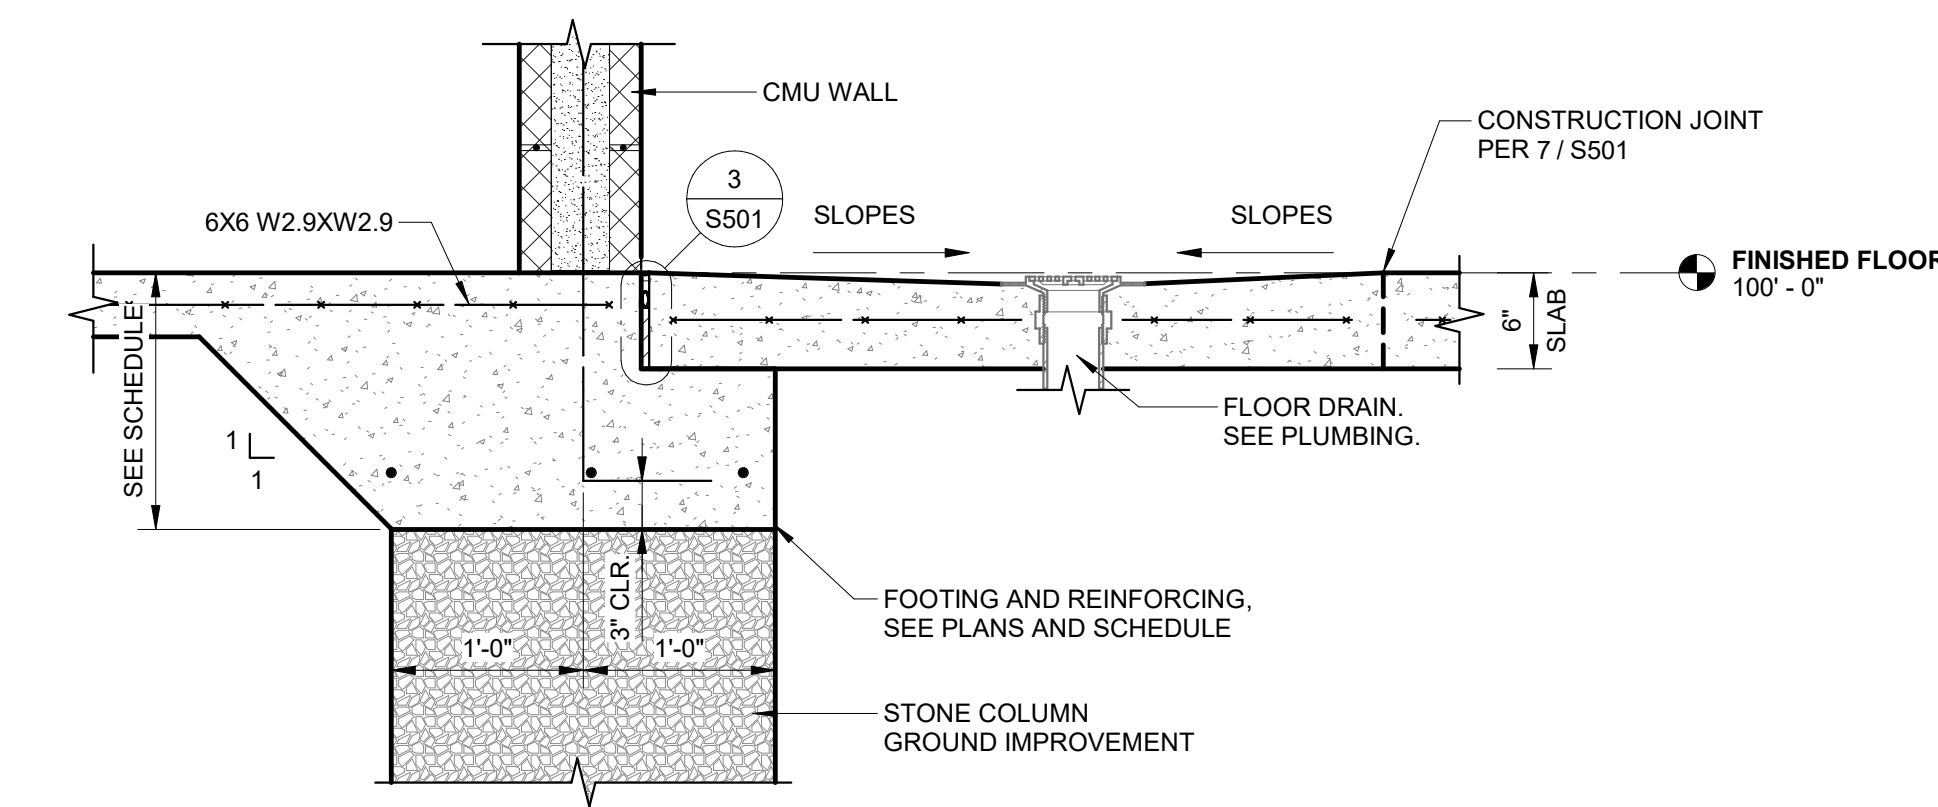 CMU WALL
CONSTRUCTION JOINT
PER 7 / S501
3
S501
6X6 W2.9XW2.9
SLOPES
SLOPES
FINISHED FLOOR
100' - 0"
SEE SCHEDULE
6"
SLAB
1
1
FLOOR DRAIN.
SEE PLUMBING.
3" CLR.
FOOTING AND REINFORCING,
SEE PLANS AND SCHEDULE
1'-0"
1'-0"
STONE COLUMN
GROUND IMPROVEMENT